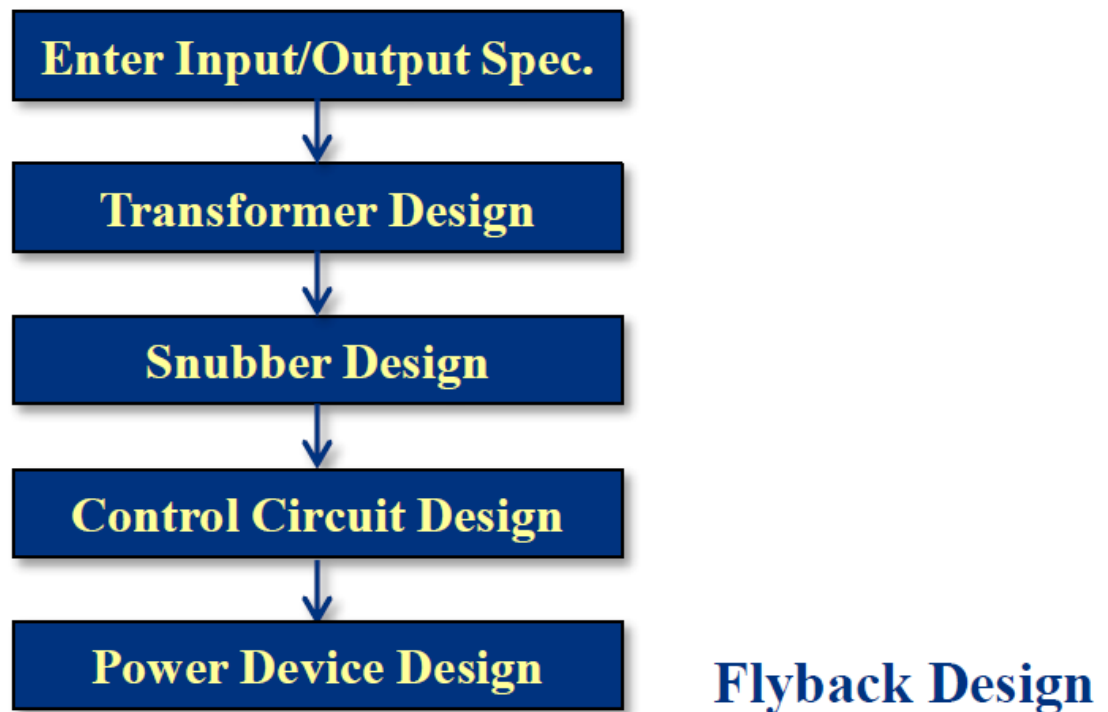 Enter Input/Output Spec.
Transformer Design
Snubber Design
Control Circuit Design
Power Device Design
Flyback Design